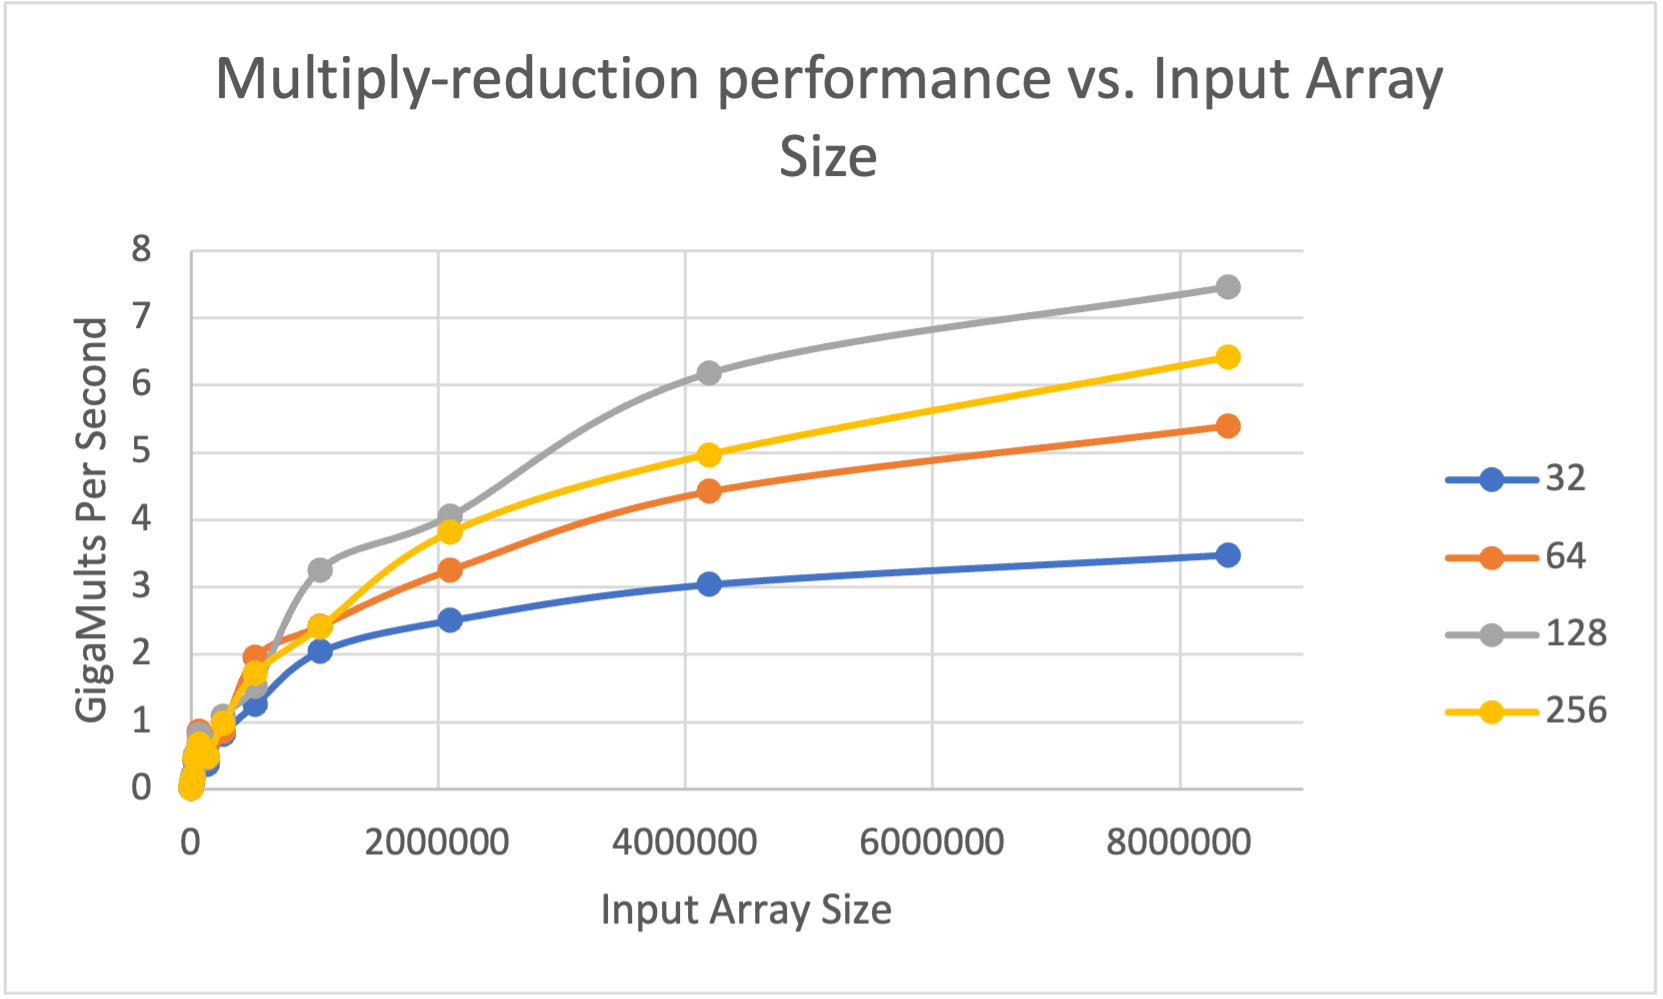 Multiply-reduction performance vs. Input Array
Size
GigaMults Per Second
8
7
6
5
4
3
2
1
0
0 2000000 4000000 6000000 8000000
Input Array Size
32
64
128
256